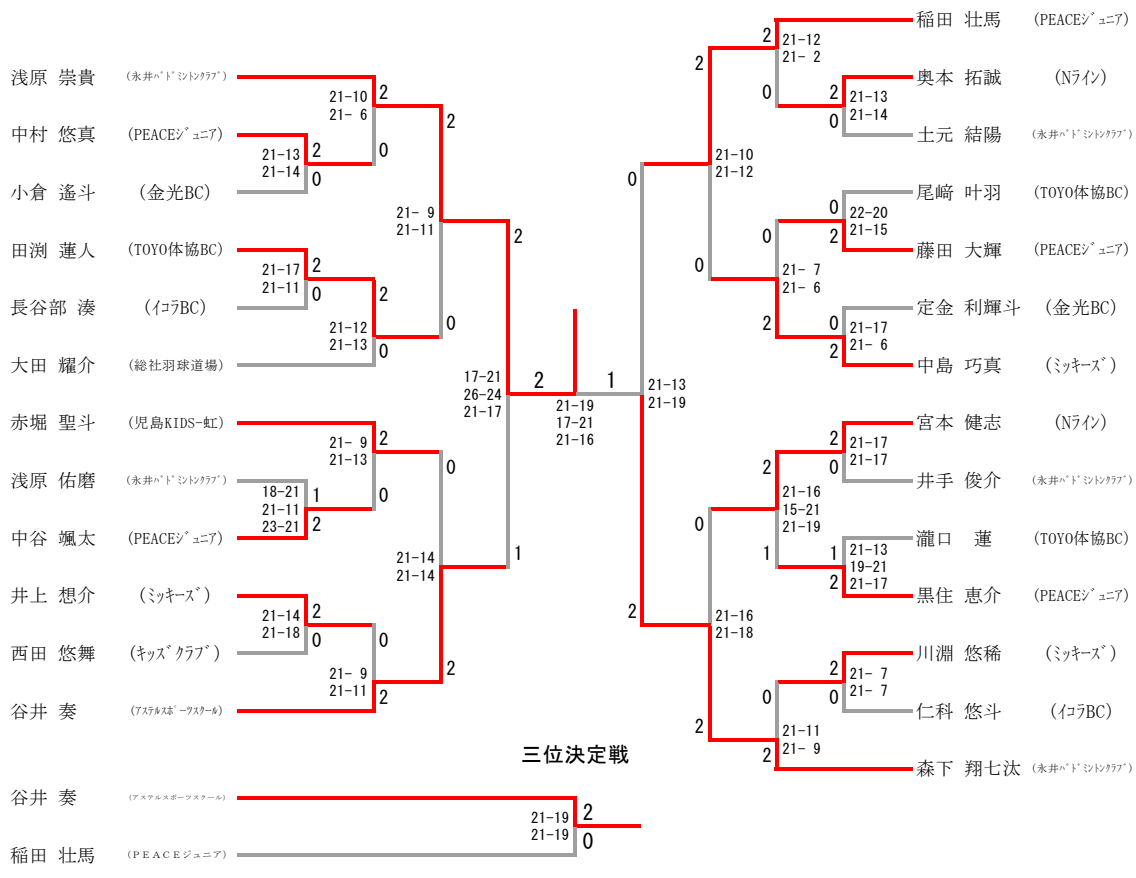 浅原 崇貴 (永井バドミントンクラブ)
中村 悠真 (PEACEジュニア)
小倉 遙斗 (金光BC)
田渕 蓮人 (TOYO体協BC)
長谷部 湊 (イコラBC)
大田 耀介 (総社羽球道場)
赤堀 聖斗 (児島KIDS-虹)
浅原 佑磨 (永井バドミントンクラブ)
中谷 颯太 (PEACEジュニア)
井上 想介 (ミッキーズ)
西田 悠舞 (キッズクラブ)
谷井 奏 (アステルスポーツスクール)
21-10 2
21- 6 0
21-13 2
21-14 0
21-17 2
21-11 0
21-12 2
21-13 0
21- 9 2
21-11 0
21- 9 2
21-13 0
18-21 1
21-11
23-21 2
21-14 2
21-18 0
21- 9 0
21-11 2
21-14 0
21-14 2
17-21 2
26-24
21-17 1
2 1
21-19
17-21
21-16
稲田 壮馬 (PEACEジュニア)
奥本 拓誠 (Nライン)
土元 結陽 (永井バドミントンクラブ)
尾﨑 叶羽 (TOYO体協BC)
藤田 大輝 (PEACEジュニア)
定金 利輝斗 (金光BC)
中島 巧真 (ミッキーズ)
宮本 健志 (Nライン)
井手 俊介 (永井バドミントンクラブ)
瀧口 蓮 (TOYO体協BC)
黒住 恵介 (PEACEジュニア)
川淵 悠稀 (ミッキーズ)
仁科 悠斗 (イコラBC)
森下 翔七汰 (永井バドミントンクラブ)
2 21-12
0 21- 2
2 21-13
0 21-14
2 21-10
0 21-12
0 22-20
2 21-15
0 21- 7
2 21- 6
0 21-17
2 21- 6
0 21-13
2 21-19
2 21-17
0 21-17
2 21-16
15-21
1 21-19
1 21-13
19-21
2 21-17
0 21-16
2 21-18
2 21- 7
0 21- 7
0 21-11
2 21- 9
三位決定戦
谷井 奏 (アステルスポーツスクール)
稲田 壮馬 (PEACEジュニア)
21-19 2
21-19 0